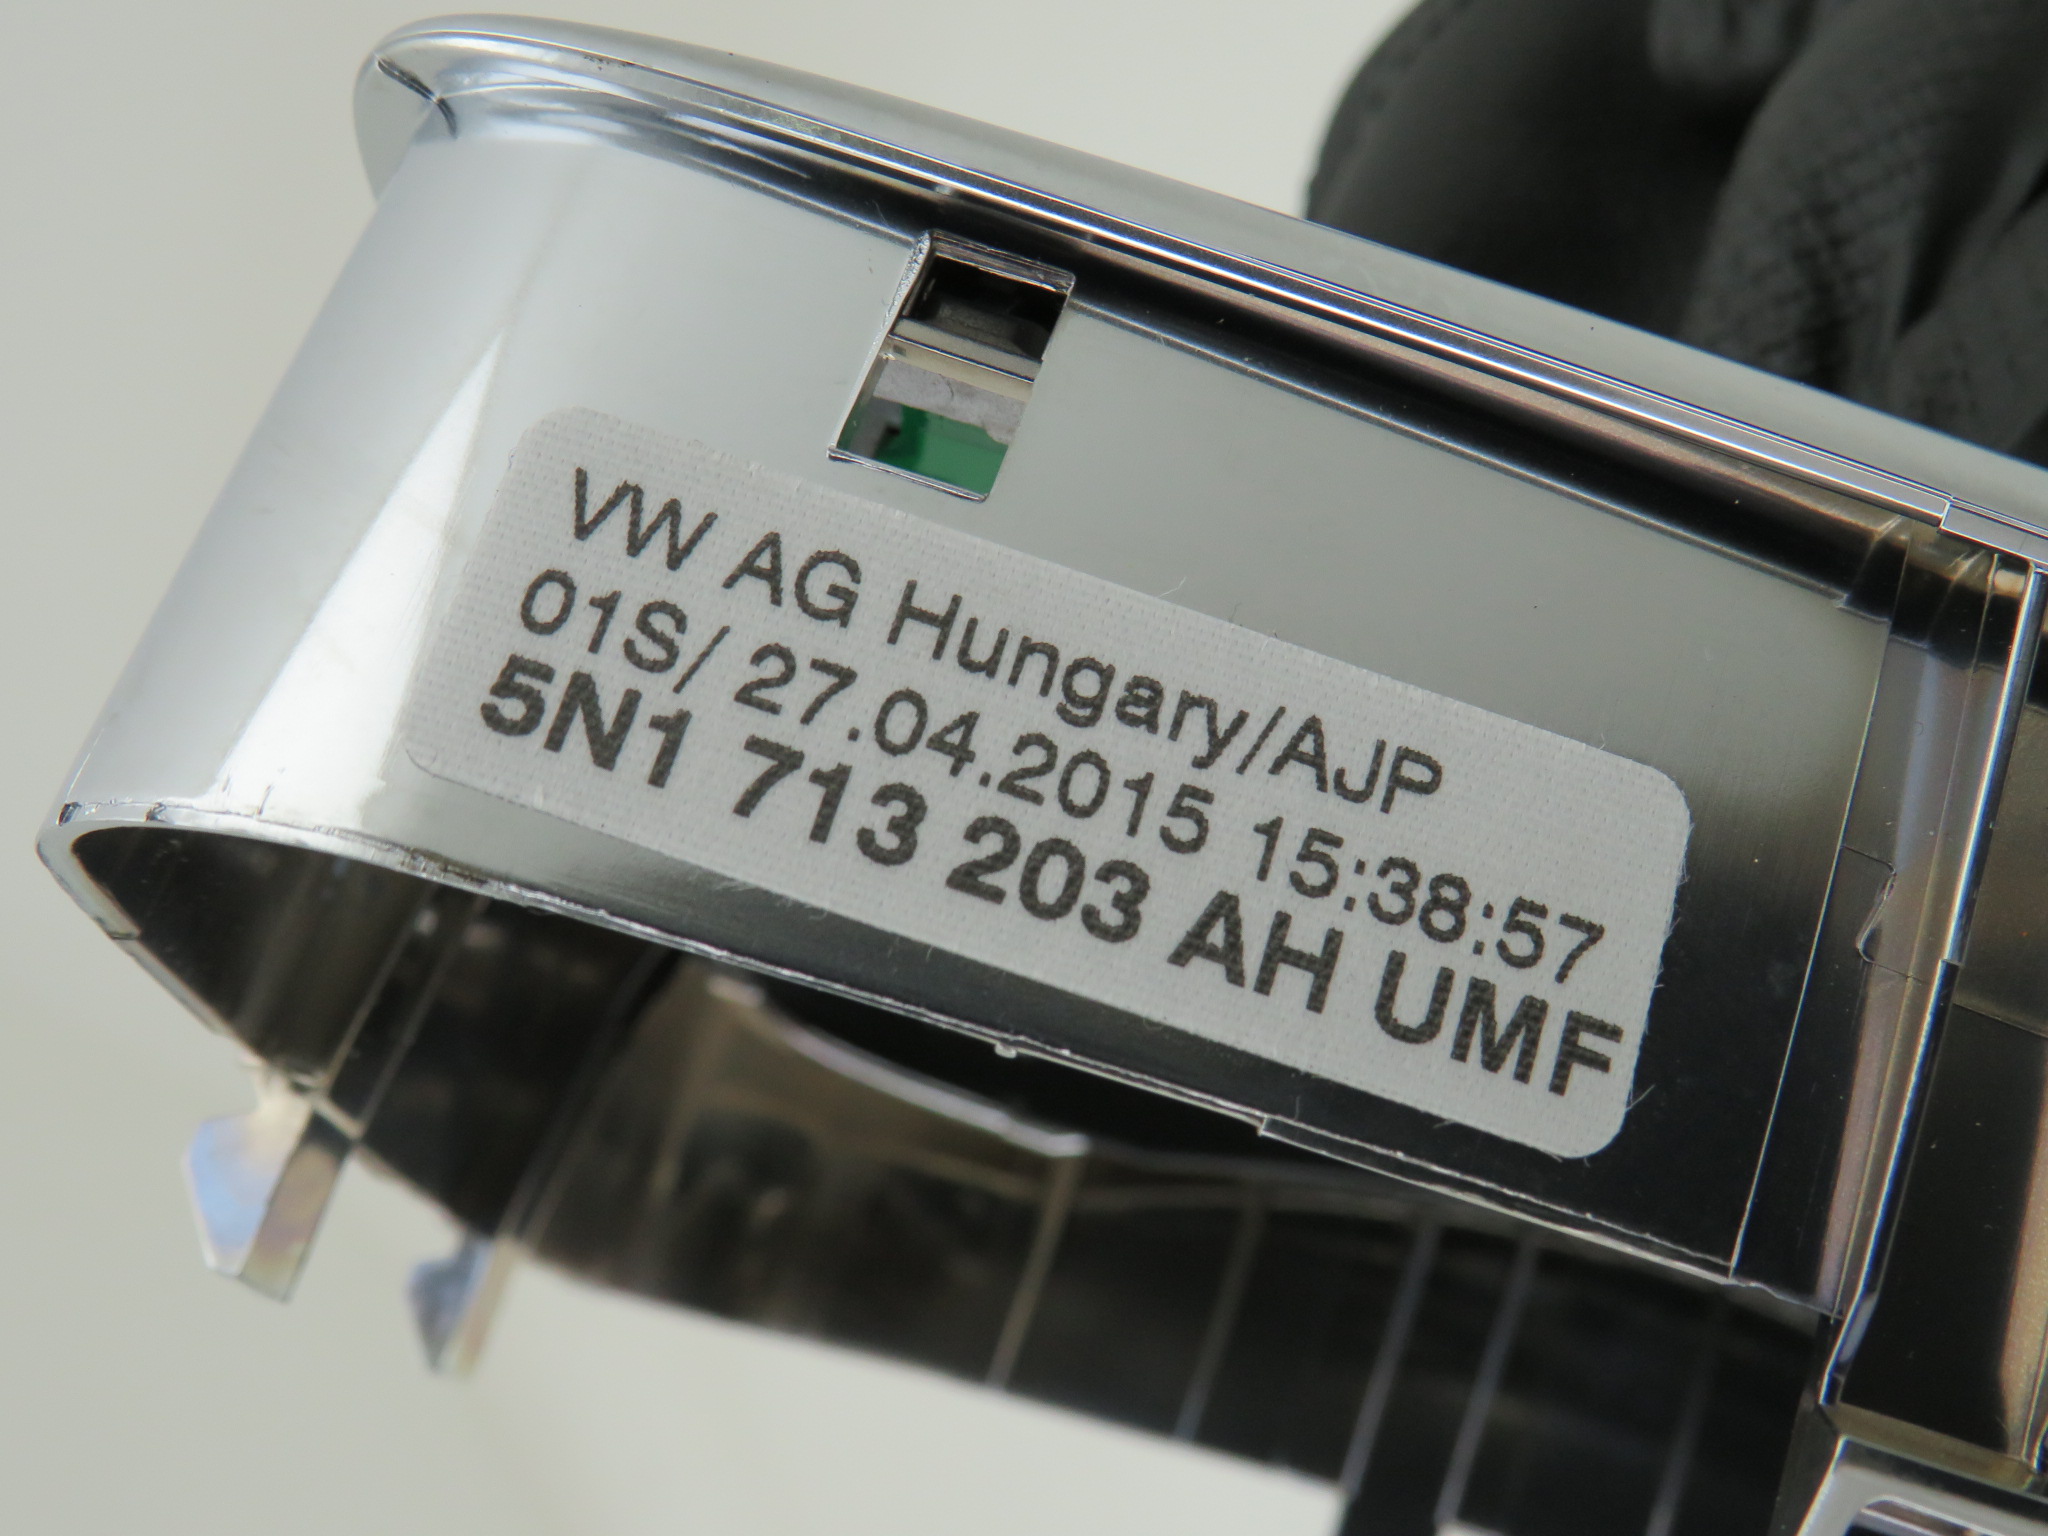 VW AG Hungary/AJP
01S/ 27.04.2015 15:38:57
5N1 713 203 AH UMF